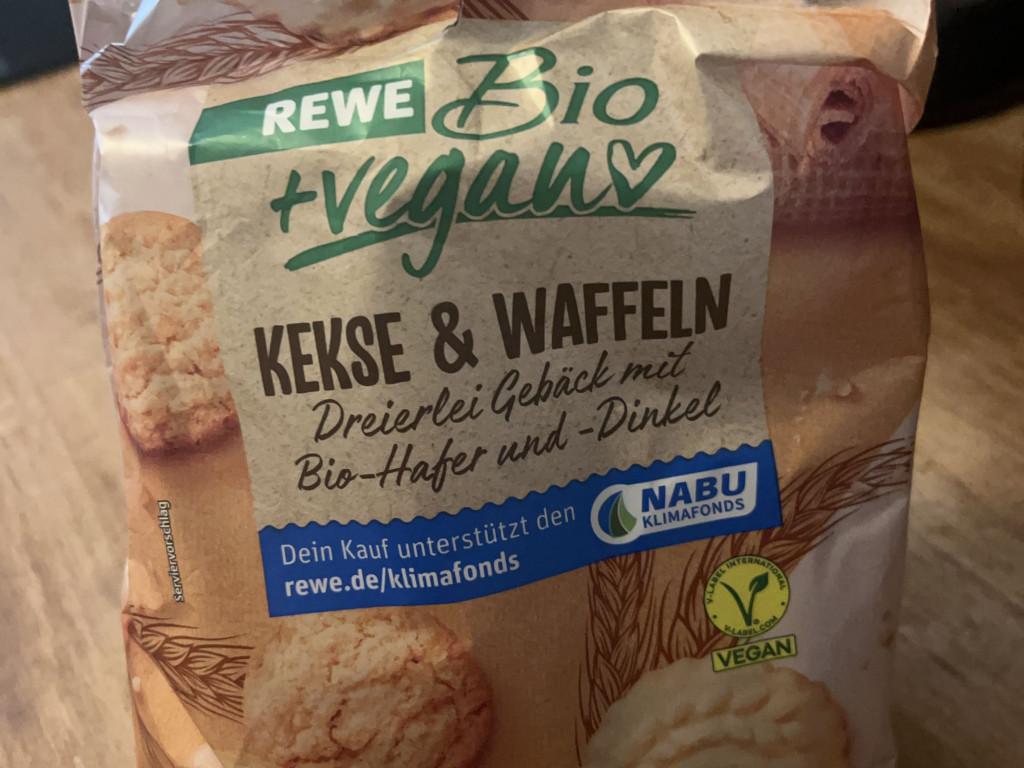 REWE Bio
+vegan
KEKSE & WAFFELN
Dreierlei Gebäck mit
Bio-Hafer und -Dinkel
Dein Kauf unterstützt den
rewe.de/klimafonds
NABU
KLIMAFONDS
Serviervorschlag
V-LABEL INTERNATIONAL
V-LABEL.COM
VEGAN